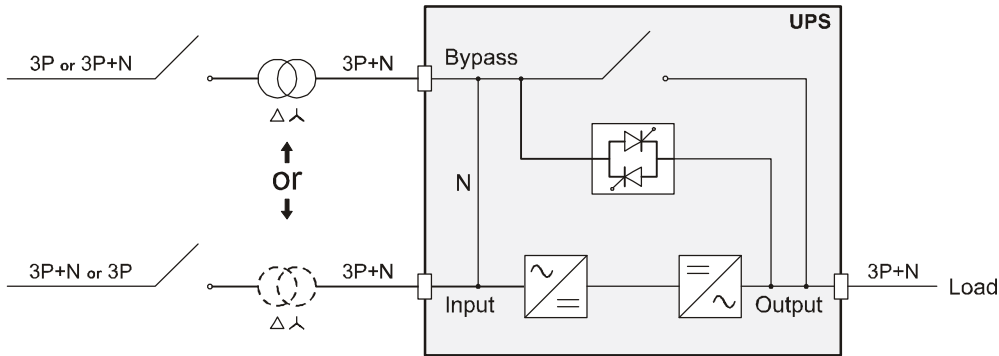 UPS
3P or 3P+N
3P+N
Bypass
or
N
3P+N or 3P
3P+N
Input
Output
3P+N
Load